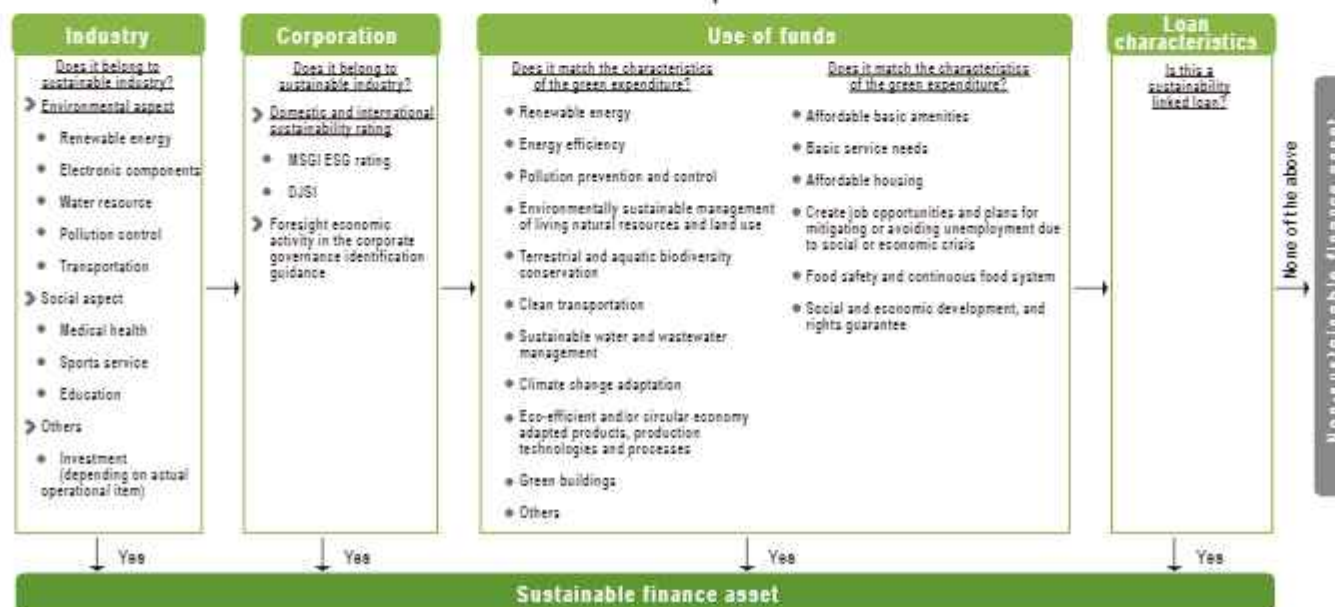 Industry
Does it belong to
sustainable industry?
Environmental aspect
Renewable energy
Electronic components
Water resource
Pollution control
Transportation
Social aspect
Medical health
Sports service
Education
Others
Investment
(depending on actual
operational item)
Yes
Corporation
Does it belong to
sustainable industry?
Domestic and international
sustainability rating
MSGI ESG rating
DJSI
Foresight economic
activity in the corporate
governance identification
guidance
Yes
Use of funds
Does it match the characteristics
of the green expenditure?
Renewable energy
Energy efficiency
Pollution prevention and control
Environmentally sustainable management
of living natural resources and land use
Terrestrial and aquatic biodiversity
conservation
Clean transportation
Sustainable water and wastewater
management
Climate change adaptation
Eco-efficient and/or circular economy
adapted products, production
technologies and processes
Green buildings
Others
Does it match the characteristics
of the green expenditure?
Affordable basic amenities
Basic service needs
Affordable housing
Create job opportunities and plans for
mitigating or avoiding unemployment due
to social or economic crisis
Food safety and continuous food system
Social and economic development, and
rights guarantee
Yes
Loan
characteristics
Is this a
sustainability
linked loan?
Yes
None of the above
Sustainable finance asset